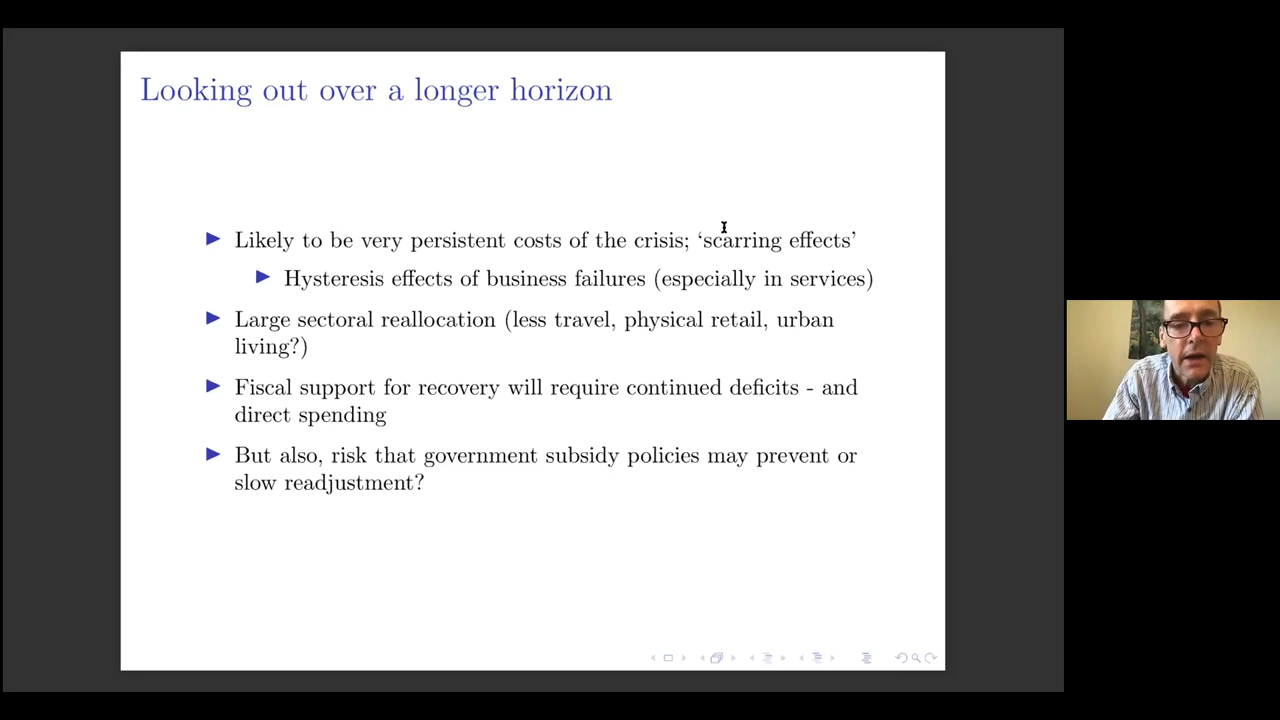 Looking out over a longer horizon
Likely to be very persistent costs of the crisis; ‘scarring effects’
Hysteresis effects of business failures (especially in services)
Large sectoral reallocation (less travel, physical retail, urban
living?)
Fiscal support for recovery will require continued deficits - and
direct spending
But also, risk that government subsidy policies may prevent or
slow readjustment?